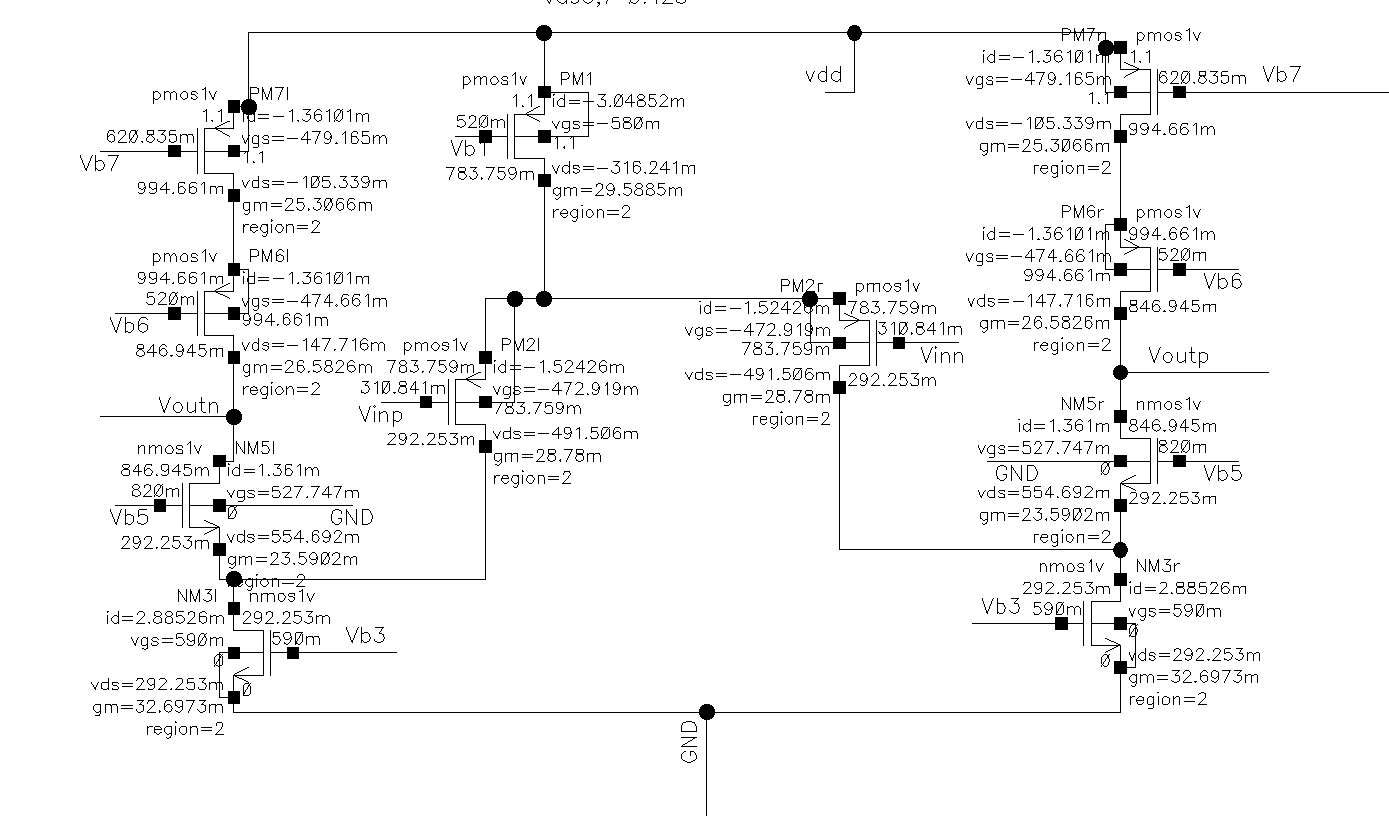 vdd
pmos1v PM7l
1.1 id=-1.36101m
620.835m vgs=-479.165m
Vb7 1.1
994.661m vds=-105.339m
gm=25.3066m
region=2
pmos1v PM1
1.1 id=-3.04852m
520m vgs=-580m
1.1
783.759m vds=-316.241m
gm=29.5885m
region=2
PM7r pmos1v
id=-1.36101m 1.1
vgs=-479.165m 620.835m Vb7
1.1
vds=-105.339m 994.661m
gm=25.3066m
region=2
pmos1v PM6l
994.661m id=-1.36101m
520m vgs=-474.661m
Vb6 994.661m
846.945m vds=-147.716m
gm=26.5826m
region=2
PM6r pmos1v
id=-1.36101m 994.661m
vgs=-474.661m 520m
994.661m Vb6
vds=-147.716m 846.945m
gm=26.5826m
region=2
pmos1v PM2l
783.759m id=-1.52426m
310.841m vgs=-472.919m
Vinp 783.759m
292.253m vds=-491.506m
gm=28.78m
region=2
PM2r pmos1v
id=-1.52426m 783.759m
vgs=-472.919m 310.841m
783.759m Vinn
vds=-491.506m 292.253m
gm=28.78m
region=2
Voutn
Voutp
nmos1v NM5l
846.945m id=1.361m
820m vgs=527.747m
Vb5 0 GND
292.253m vds=554.692m
gm=23.5902m
region=2
NM5r nmos1v
id=1.361m 846.945m
vgs=527.747m 820m
GND 0 Vb5
vds=554.692m 292.253m
gm=23.5902m
region=2
NM3l nmos1v
id=2.88526m 292.253m
vgs=590m 590m Vb3
0
vds=292.253m 0
gm=32.6973m
region=2
nmos1v NM3r
292.253m id=2.88526m
Vb3 590m vgs=590m
0
0 vds=292.253m
gm=32.6973m
region=2
GND